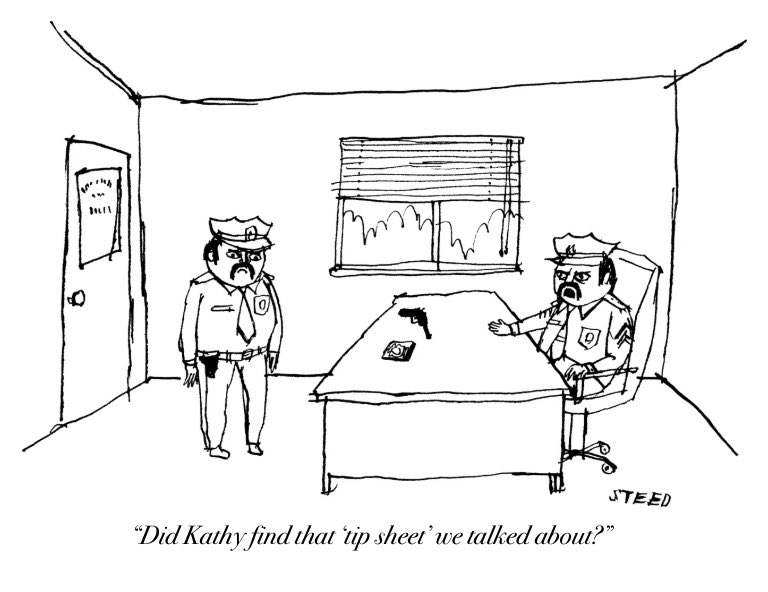 STEED
“Did Kathy find that ‘tip sheet’ we talked about?”